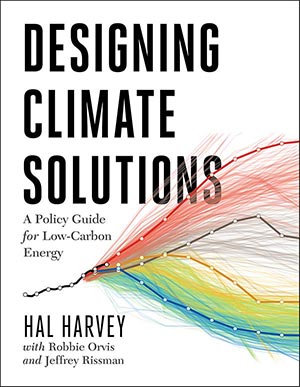 DESIGNING
CLIMATE
SOLUTIONS
A Policy Guide
for Low-Carbon
Energy
HAL HARVEY
with Robbie Orvis
and Jeffrey Rissman